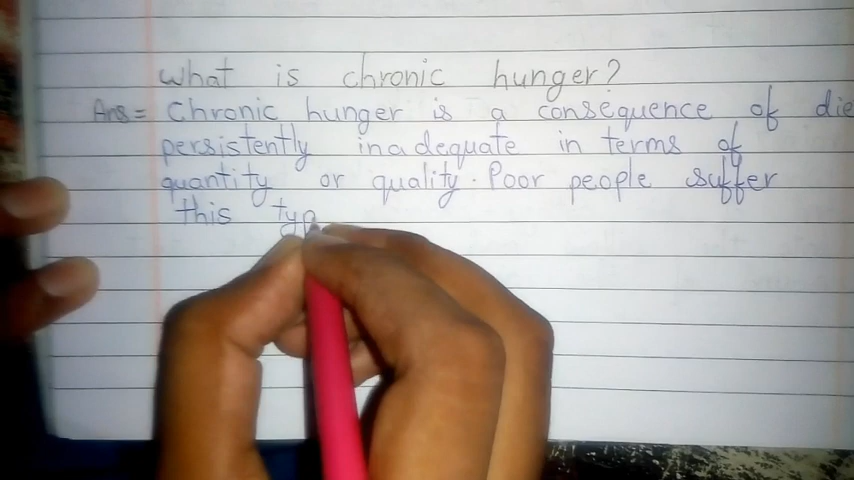 What is chronic hunger?
Ans = Chronic hunger is a consequence of die
persistently inadequate in terms of
quantity or quality. Poor people suffer
this typ